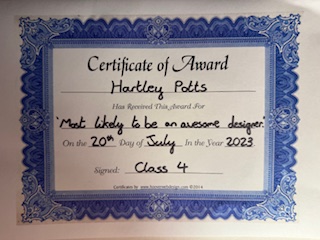 Certificate of Award
Hartley Potts
Has Received This Award For
'Most likely to be an awesome designer.
On the 20th Day of July In the Year 2023
Signed: Class 4